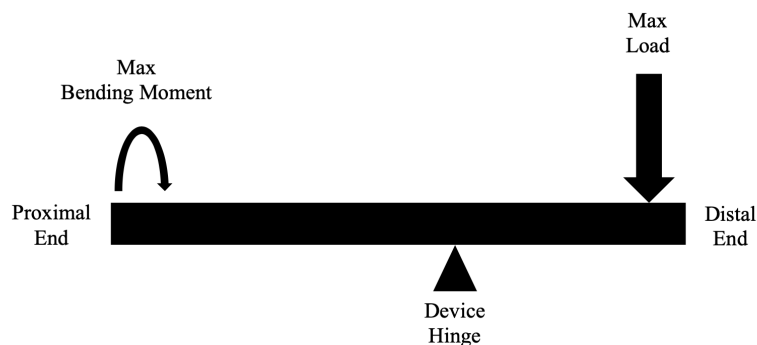 Max
Load
Max
Bending Moment
Proximal
End
Distal
End
Device
Hinge